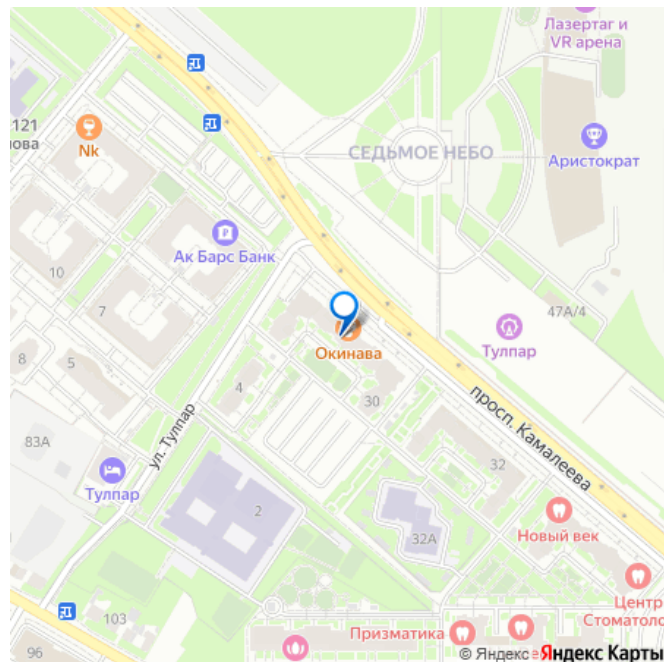 Лазертаг и
VR арена
121
нова
Nk
СЕДЬМОЕ НЕБО
Аристократ
Ак Барс Банк
10
7
47А/4
Тулпар
Окинава
8
5
4
30
просп. Камалеева
ул. Тулпар
83А
Тулпар
32
2
32А
Новый век
Центр
Стоматоло
103
Призматика
96
© Яндекс Яндекс Карты